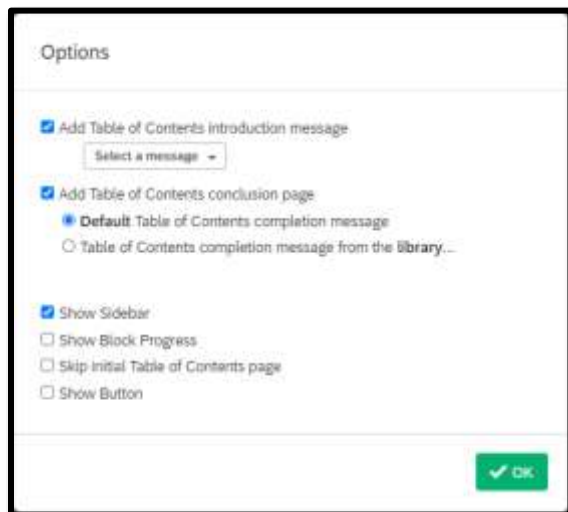 Options
Add Table of Contents introduction message
Select a message
Add Table of Contents conclusion page
Default Table of Contents completion message
Table of Contents completion message from the library...
Show Sidebar
Show Block Progress
Skip Initial Table of Contents page
Show Button
OK